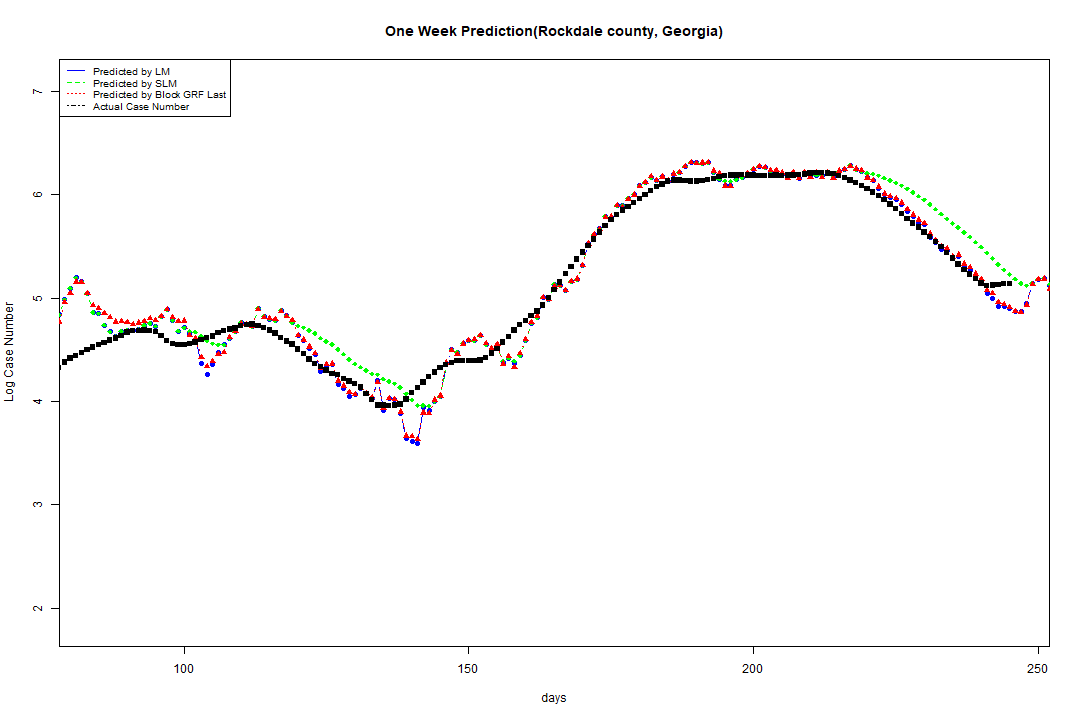 One Week Prediction(Rockdale county, Georgia)
Predicted by LM
Predicted by SLM
Predicted by Block GRF Last
Actual Case Number
7
6
5
4
3
2
Log Case Number
100
150
200
250
days